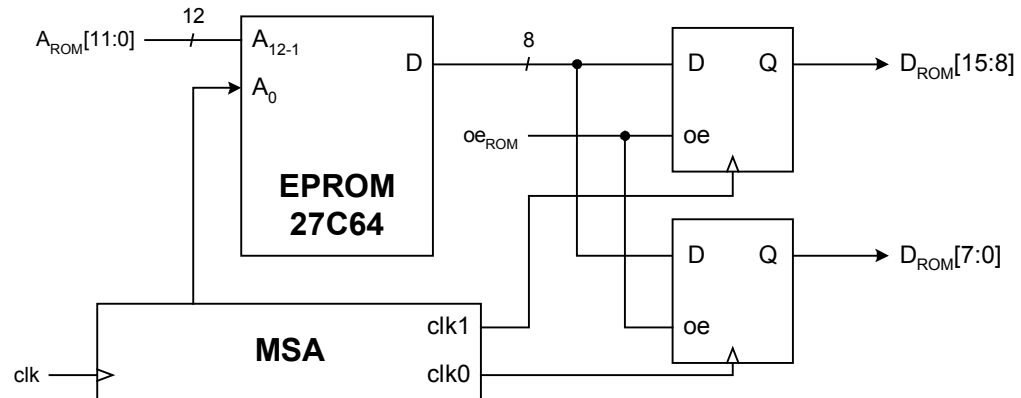 12
A_ROM[11:0]
A_12-1
8
D
D
Q
D_ROM[15:8]
A_0
oe_ROM
oe
EPROM
27C64
D
Q
D_ROM[7:0]
clk1
oe
MSA
clk
clk0